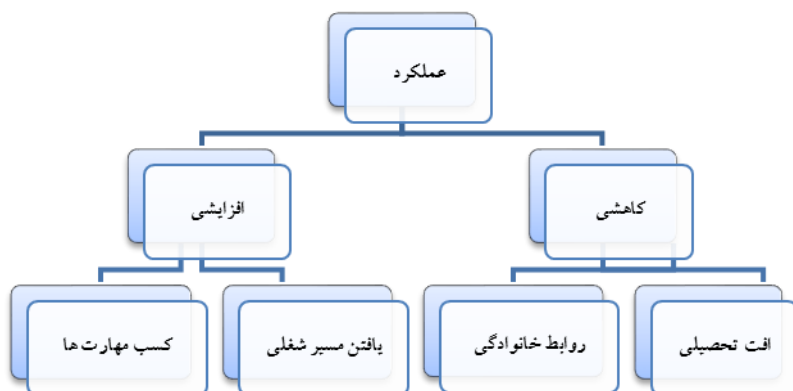 عملکرد
کاهشی
افزایشی
افت تحصیلی
روابط خانوادگی
یافتن مسیر شغلی
کسب مهارت ها